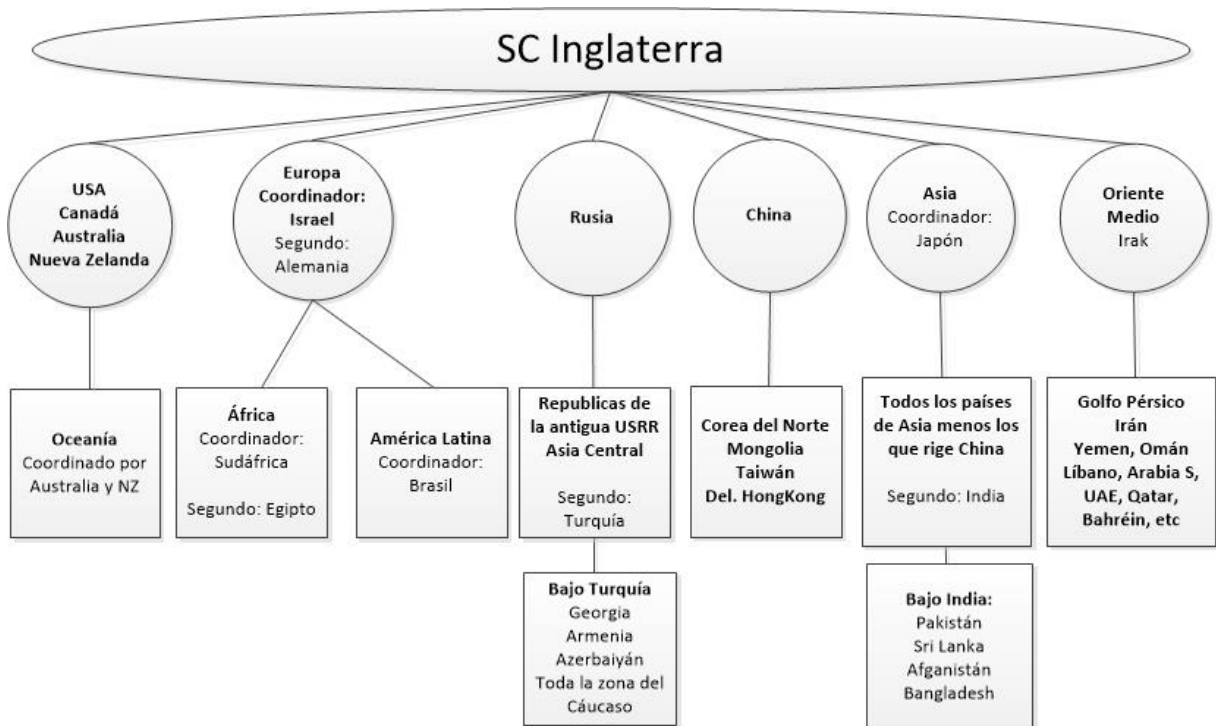 SC Inglaterra
USA
Canadá
Australia
Nueva Zelanda
Europa
Coordinador:
Israel
Segundo:
Alemania
Rusia
China
Asia
Coordinador:
Japón
Oriente
Medio
Irak
Oceanía
Coordinado por
Australia y NZ
África
Coordinador:
Sudáfrica
Segundo: Egipto
América Latina
Coordinador:
Brasil
Republicas de
la antigua USRR
Asia Central
Segundo:
Turquía
Corea del Norte
Mongolia
Taiwán
Del. HongKong
Todos los países
de Asia menos los
que rige China
Segundo: India
Golfo Pérsico
Irán
Yemen, Omán
Líbano, Arabia S,
UAE, Qatar,
Bahréin, etc
Bajo Turquía
Georgia
Armenia
Azerbaiyán
Toda la zona del
Cáucaso
Bajo India:
Pakistán
Sri Lanka
Afganistán
Bangladesh